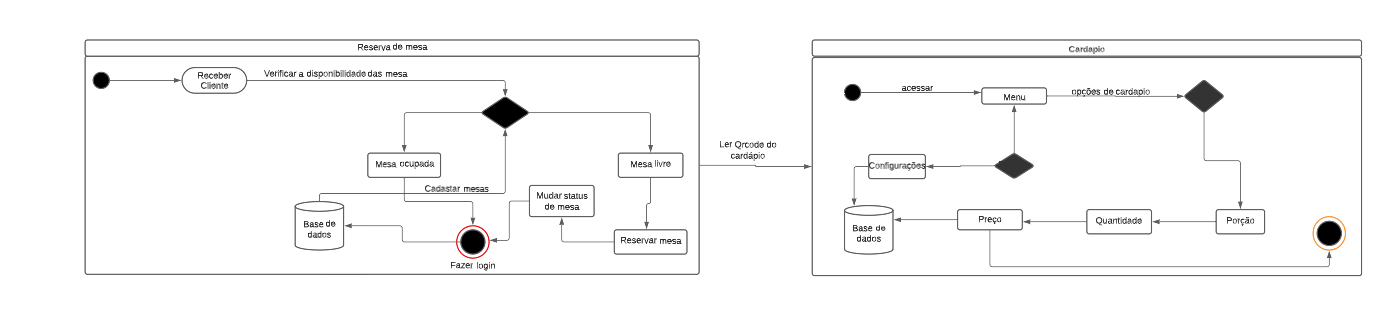 Reserva de mesa
Receber
Cliente
Verificar a disponibilidade das mesa
Mesa ocupada
Mesa livre
Cadastar mesas
Mudar status
de mesa
Base de
dados
Reservar mesa
Fazer login
Ler Qrcode do
cardápio
Cardapio
acessar
Menu
opções de cardapio
Configurações
Base de
dados
Preço
Quantidade
Porção